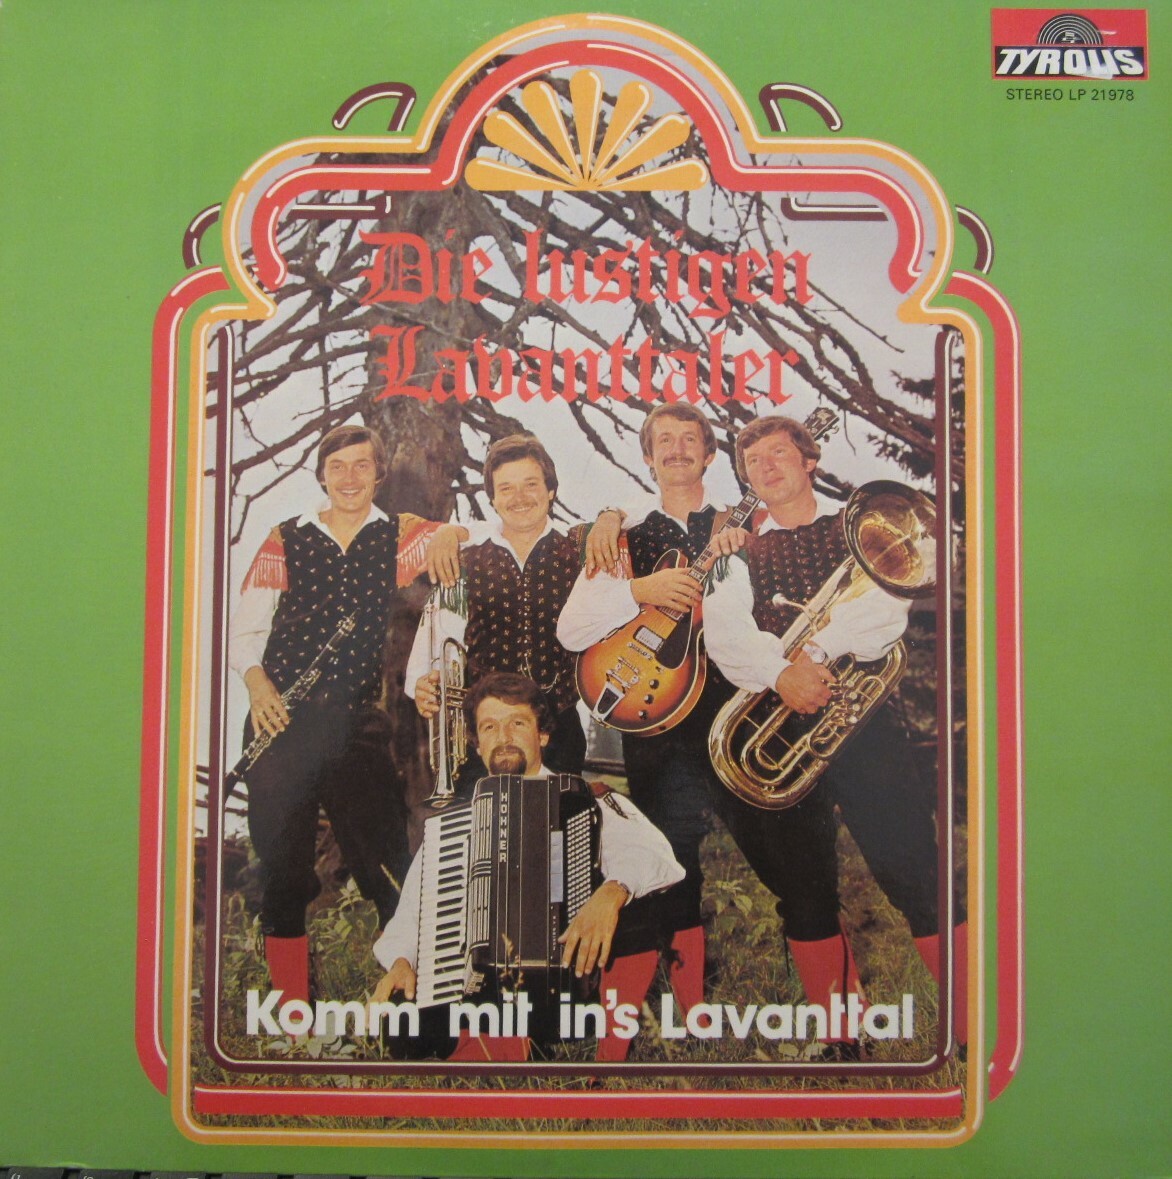 TYROLIS
STEREO LP 21978
Die lustigen
Lavanttaler
HOHNER
Komm mit in's Lavanttal